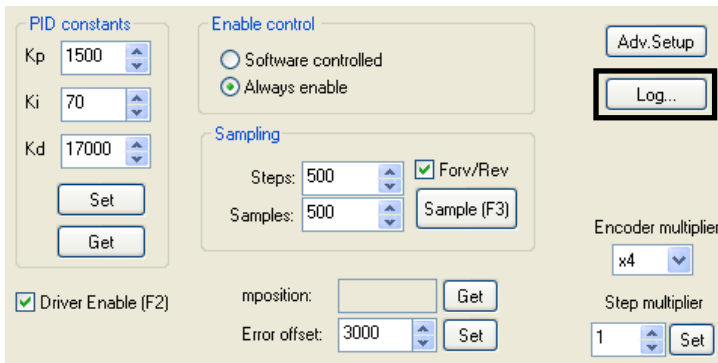 PID constants
Kp 1500
Ki 70
Kd 17000
Set
Get
Driver Enable (F2)
Enable control
Software controlled
Always enable
Sampling
Steps: 500
Forv/Rev
Samples: 500
Sample (F3)
mposition:
Get
Error offset: 3000
Set
Adv.Setup
Log...
Encoder multiplier
x4
Step multiplier
1
Set